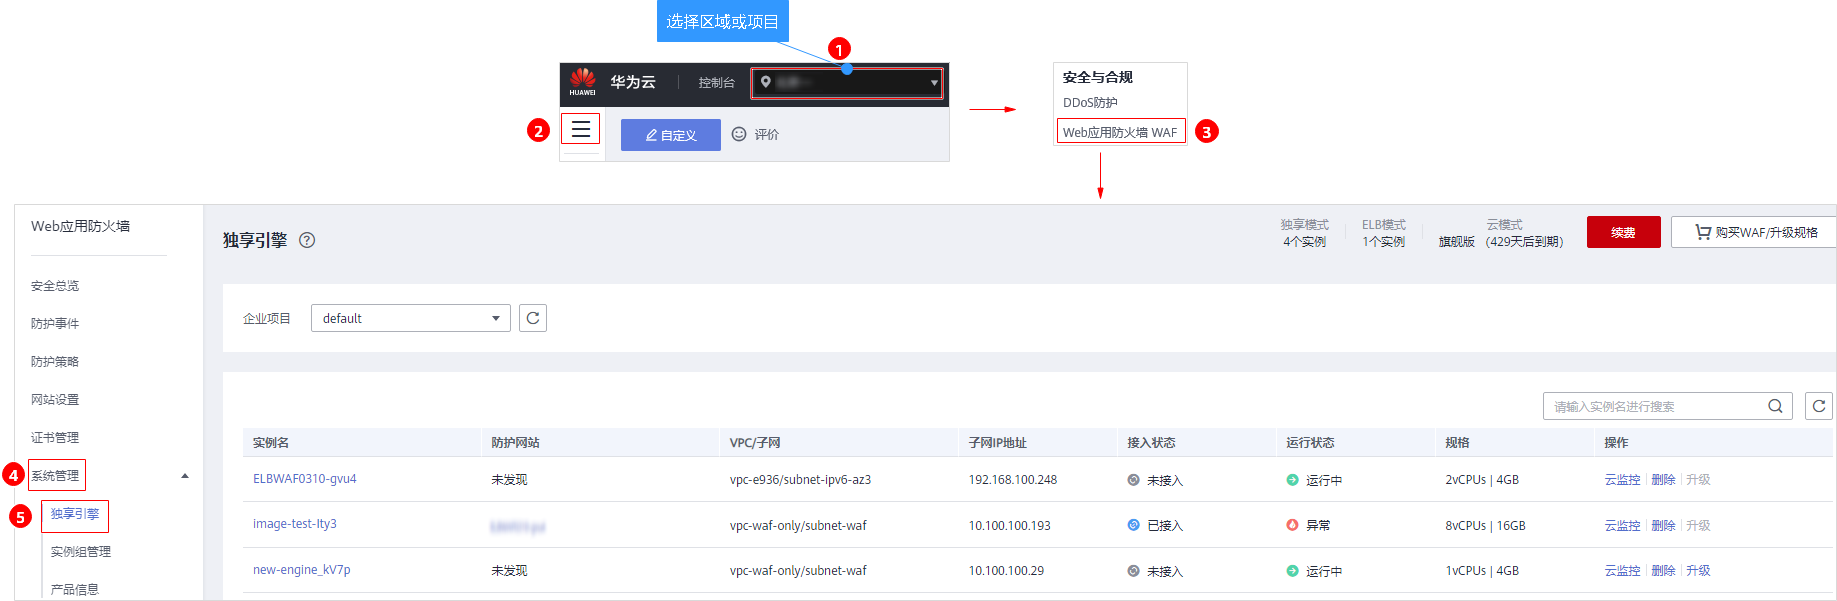 选择区域或项目
1
HUAWEI
华为云
控制台
2
自定义
评价
安全与合规
DDoS防护
Web应用防火墙 WAF
3
Web应用防火墙
安全总览
防护事件
防护策略
网站设置
证书管理
4
系统管理
5
独享引擎
实例组管理
产品信息
独享引擎
独享模式
4个实例
ELB模式
1个实例
云模式
旗舰版 (429天后到期)
续费
购买WAF/升级规格
企业项目
default
请输入实例名进行搜索
实例名 防护网站 VPC/子网 子网IP地址 接入状态 运行状态 规格 操作
ELBWAF0310-gvu4 未发现 vpc-e936/subnet-ipv6-az3 192.168.100.248 未接入 运行中 2vCPUs | 4GB 云监控 删除 升级
image-test-lty3 vpc-waf-only/subnet-waf 10.100.100.193 已接入 异常 8vCPUs | 16GB 云监控 删除 升级
new-engine_kV7p 未发现 vpc-waf-only/subnet-waf 10.100.100.29 未接入 运行中 1vCPUs | 4GB 云监控 删除 升级